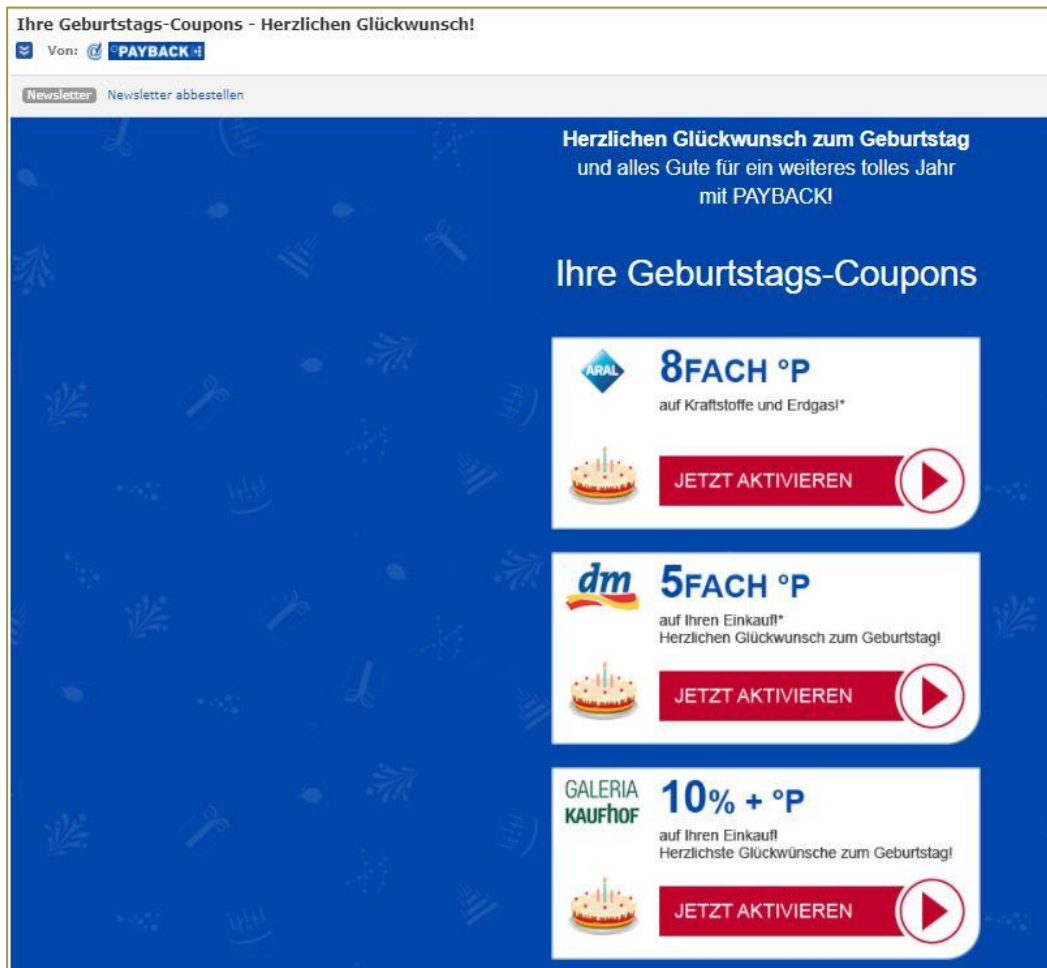 Ihre Geburtstags-Coupons - Herzlichen Glückwunsch!
Von: @ °PAYBACK
Newsletter Newsletter abbestellen
Herzlichen Glückwunsch zum Geburtstag
und alles Gute für ein weiteres tolles Jahr
mit PAYBACK!
Ihre Geburtstags-Coupons
ARAL
8FACH °P
auf Kraftstoffe und Erdgas!*
JETZT AKTIVIEREN
dm
5FACH °P
auf Ihren Einkauf!*
Herzlichen Glückwunsch zum Geburtstag!
JETZT AKTIVIEREN
GALERIA
KAUFhOF
10% + °P
auf Ihren Einkauf!
Herzlichste Glückwünsche zum Geburtstag!
JETZT AKTIVIEREN